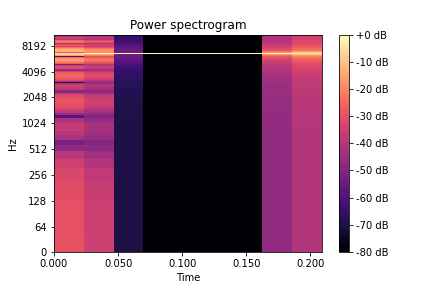 Power spectrogram
Hz
8192
4096
2048
1024
512
256
128
64
0
0.000
0.050
0.100
0.150
0.200
Time
+0 dB
-10 dB
-20 dB
-30 dB
-40 dB
-50 dB
-60 dB
-70 dB
-80 dB